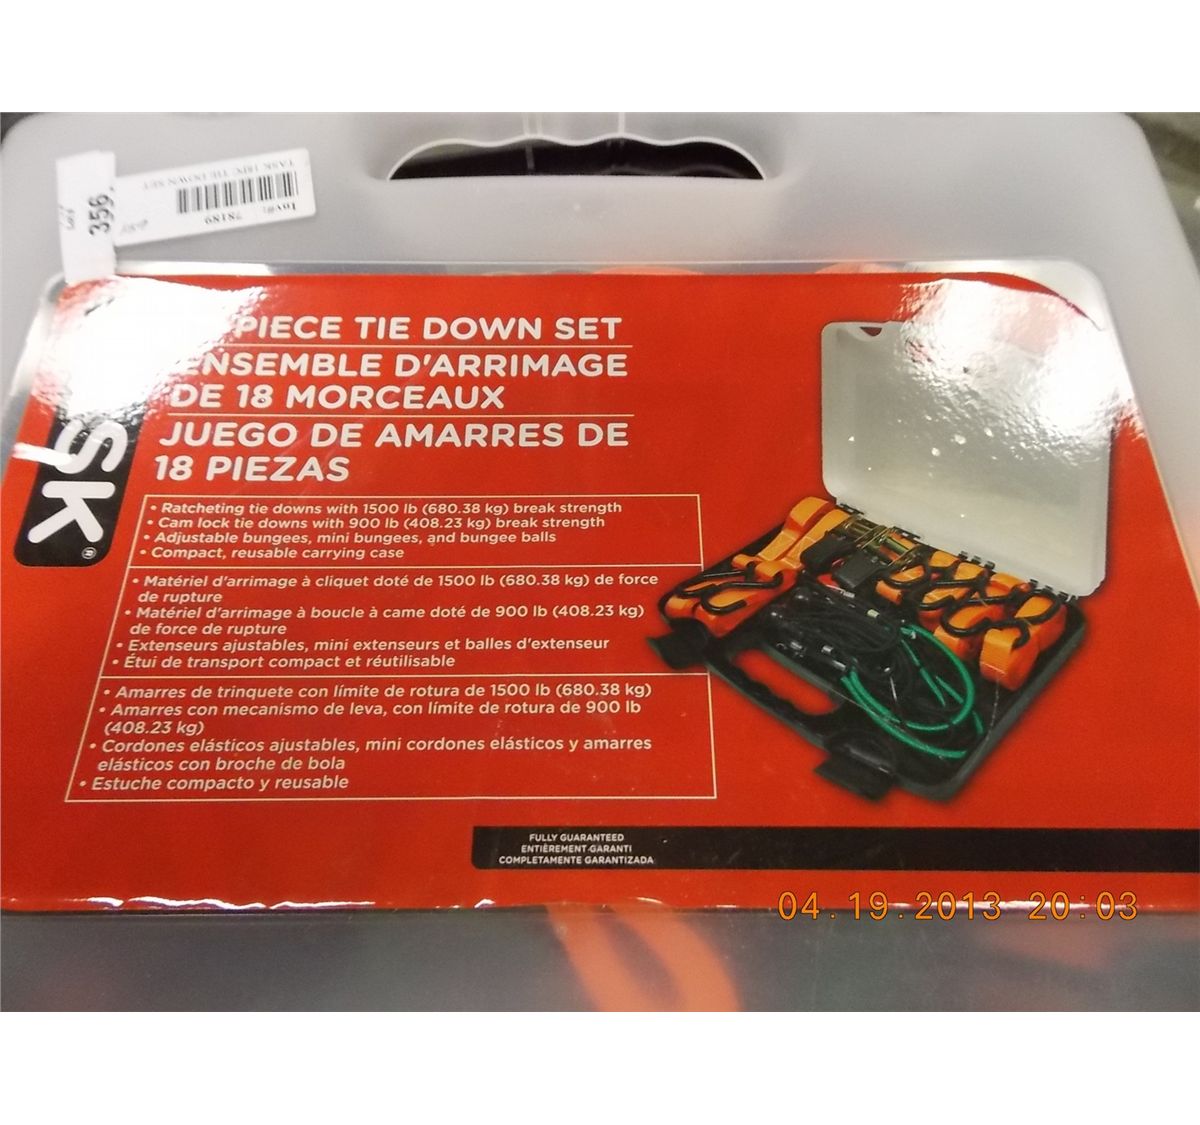 TASK 18PC TIE DOWN SET
Inv#: 78189
356
PIECE TIE DOWN SET
ENSEMBLE D'ARRIMAGE
DE 18 MORCEAUX
JUEGO DE AMARRES DE
18 PIEZAS
SK®
• Ratcheting tie downs with 1500 lb (680.38 kg) break strength
• Cam lock tie downs with 900 lb (408.23 kg) break strength
• Adjustable bungees, mini bungees, and bungee balls
• Compact, reusable carrying case
• Matériel d'arrimage à cliquet doté de 1500 lb (680.38 kg) de force
de rupture
• Matériel d'arrimage à boucle à came doté de 900 lb (408.23 kg)
de force de rupture
• Extenseurs ajustables, mini extenseurs et balles d'extenseur
• Étui de transport compact et réutilisable
• Amarres de trinquete con límite de rotura de 1500 lb (680.38 kg)
• Amarres con mecanismo de leva, con límite de rotura de 900 lb
(408.23 kg)
• Cordones elásticos ajustables, mini cordones elásticos y amarres
elásticos con broche de bola
• Estuche compacto y reusable
FULLY GUARANTEED
ENTIÈREMENT GARANTI
COMPLETAMENTE GARANTIZADA
04.19.2013 20:03